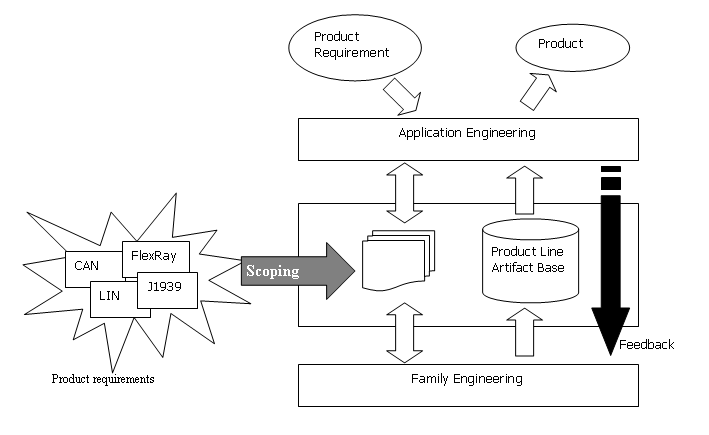 Product
Requirement
Product
Application Engineering
Product Line
Artifact Base
FlexRay
CAN
J1939
LIN
Scoping
Feedback
Product requirements
Family Engineering